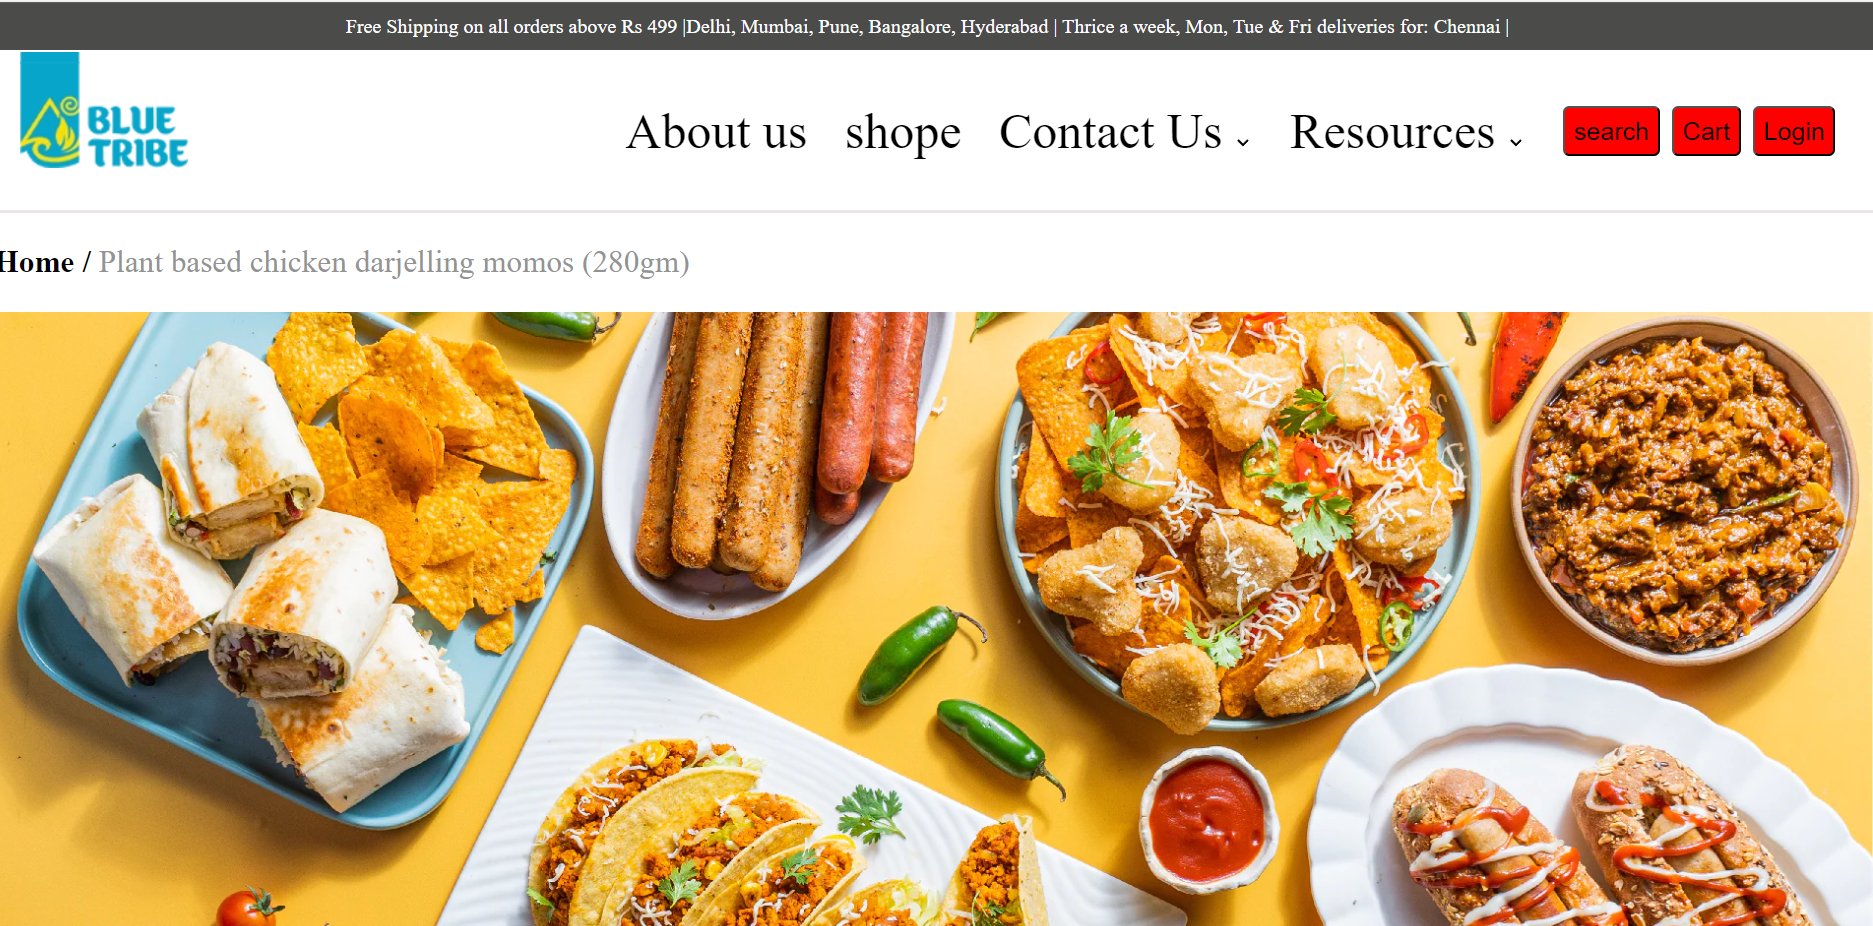 Free Shipping on all orders above Rs 499 |Delhi, Mumbai, Pune, Bangalore, Hyderabad | Thrice a week, Mon, Tue & Fri deliveries for: Chennai |
BLUE
TRIBE
About us shope Contact Us Resources search Cart Login
Home / Plant based chicken darjelling momos (280gm)